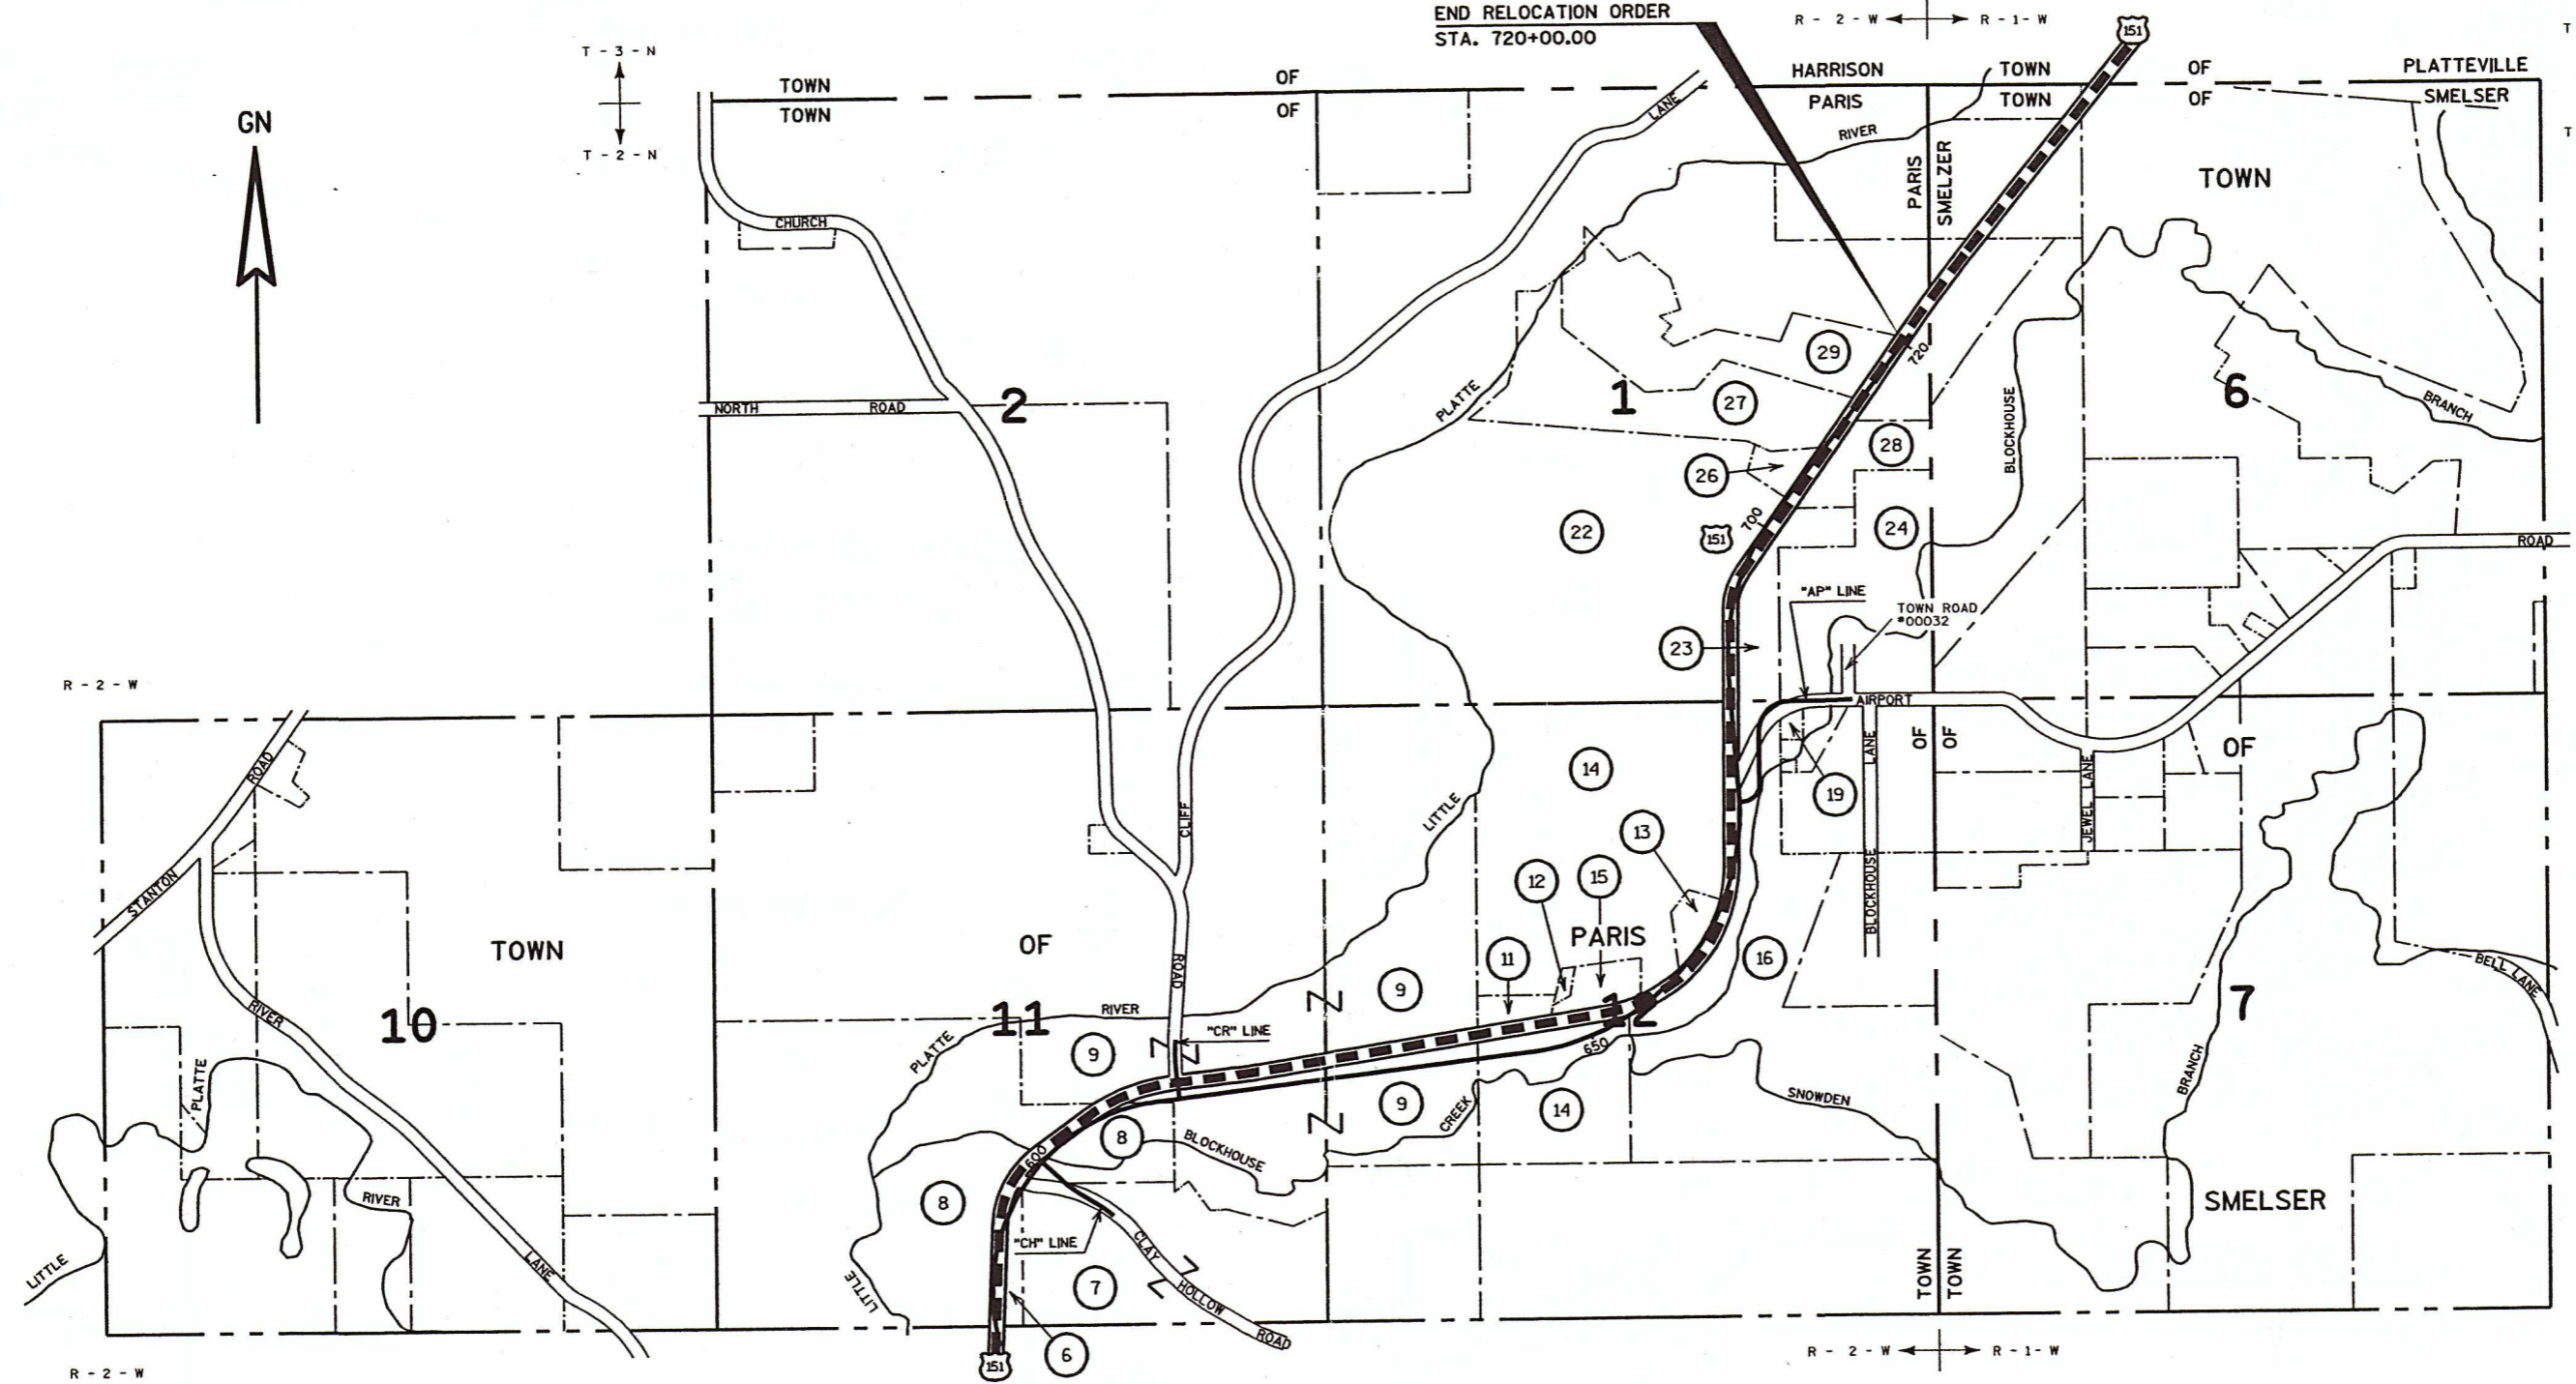 END RELOCATION ORDER
STA. 720+00.00
R - 2 - W
R - 1 - W
151
T
T - 3 - N
T - 2 - N
GN
TOWN
OF
HARRISON
TOWN
OF
PLATTEVILLE
TOWN
OF
PARIS
TOWN
OF
SMELSER
T
LANE
RIVER
PARIS
SMELZER
TOWN
CHURCH
29
720
2
1
6
NORTH
ROAD
PLATTE
27
BLOCKHOUSE
BRANCH
28
26
22
700
151
24
ROAD
"AP" LINE
TOWN ROAD
#00032
23
R - 2 - W
AIRPORT
ROAD
14
LANE
OF
OF
OF
JEWEL LANE
19
LITTLE
CLIFF
13
12
15
STANTON
BLOCKHOUSE
TOWN
OF
PARIS
11
16
BELL LANE
ROAD
9
RIVER
10
11
RIVER
12
7
"CR" LINE
PLATTE
9
650
PLATTE
BRANCH
9
CREEK
14
SNOWDEN
8
BLOCKHOUSE
600
RIVER
8
SMELSER
"CH" LINE
CLAY
LITTLE
LANE
LITTLE
7
HOLLOW
TOWN
TOWN
ROAD
6
151
R - 2 - W
R - 1 - W
R - 2 - W